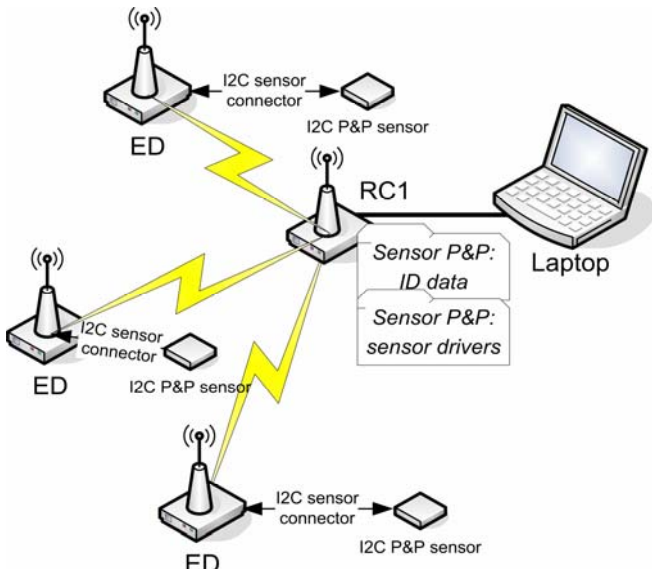 I2C sensor
connector
I2C P&P sensor
ED
RC1
Sensor P&P:
ID data
Laptop
Sensor P&P:
sensor drivers
I2C sensor
connector
I2C P&P sensor
ED
I2C sensor
connector
I2C P&P sensor
ED